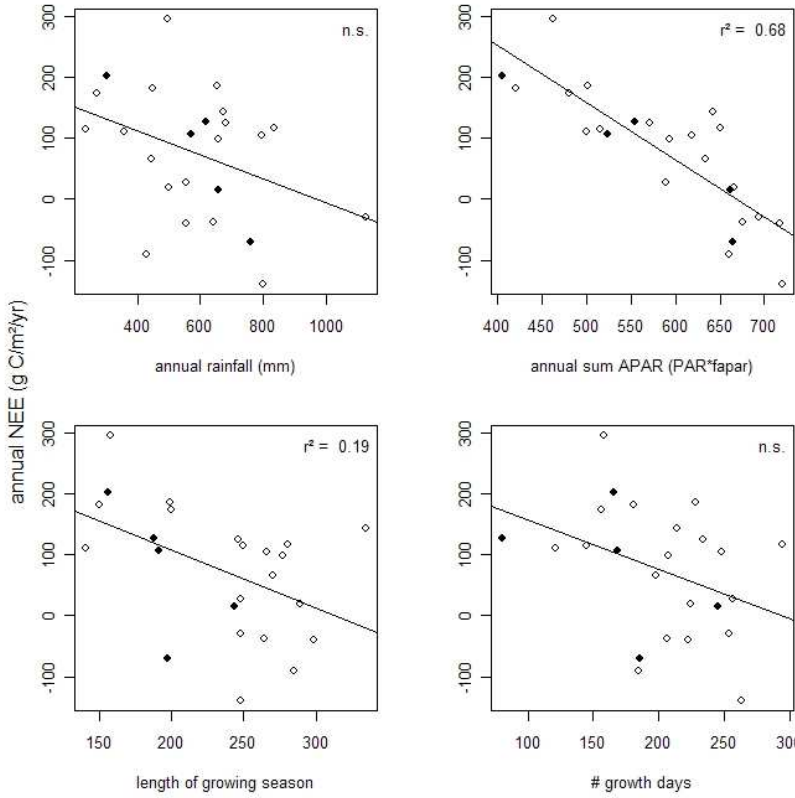 annual NEE (g C/m²/yr)
300
200
100
0
-100
n.s.
400 600 800 1000
annual rainfall (mm)
300
200
100
0
-100
r² = 0.68
400 450 500 550 600 650 700
annual sum APAR (PAR*fapar)
300
200
100
0
-100
r² = 0.19
150 200 250 300
length of growing season
300
200
100
0
-100
n.s.
100 150 200 250 30
# growth days